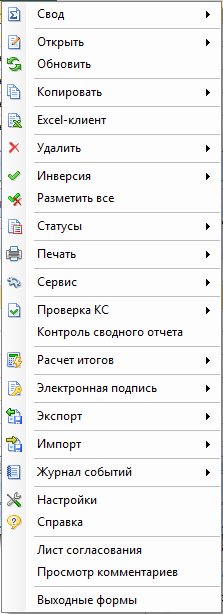 Свод
Открыть
Обновить
Копировать
Excel-клиент
Удалить
Инверсия
Разметить все
Статусы
Печать
Сервис
Проверка КС
Контроль сводного отчета
Расчет итогов
Электронная подпись
Экспорт
Импорт
Журнал событий
Настройки
Справка
Лист согласования
Просмотр комментариев
Выходные формы